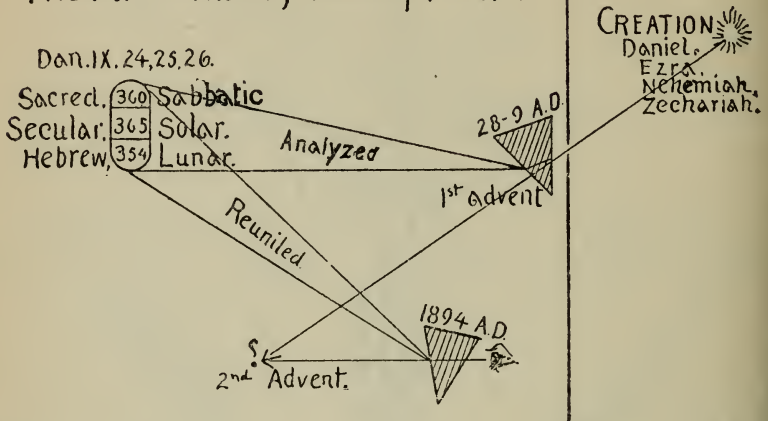 CREATION
Daniel.
Ezra.
Nehemiah.
Zechariah.
Dan. IX. 24, 25, 26.
Sacred. 360 Sabbatic
Secular. 365 Solar.
Hebrew, 354 Lunar.
Analyzed
28-9 A.D.
1st advent
Reuniled.
1894 A.D.
?
2nd Advent.